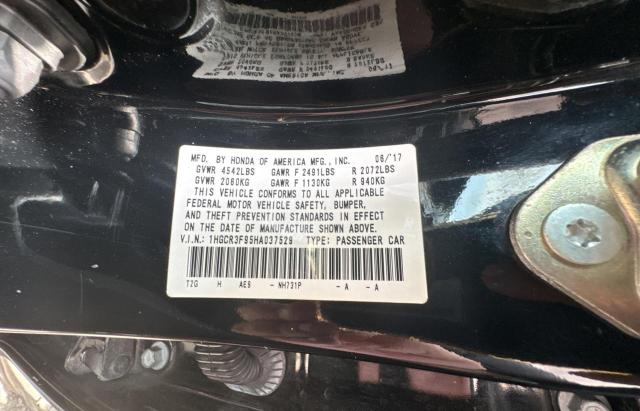 MFD. BY HONDA OF AMERICA MFG., INC. 06/17
GVWR 4542LBS GAWR F 2491LBS R 2072LBS
GVWR 2060KG GAWR F 1130KG R 940KG
THIS VEHICLE CONFORMS TO ALL APPLICABLE
FEDERAL MOTOR VEHICLE SAFETY, BUMPER,
AND THEFT PREVENTION STANDARDS IN EFFECT
ON THE DATE OF MANUFACTURE SHOWN ABOVE.
V.I.N.: 1HGCR3F95HA037529 TYPE: PASSENGER CAR
T2G H AE9 - NH731P - A - A